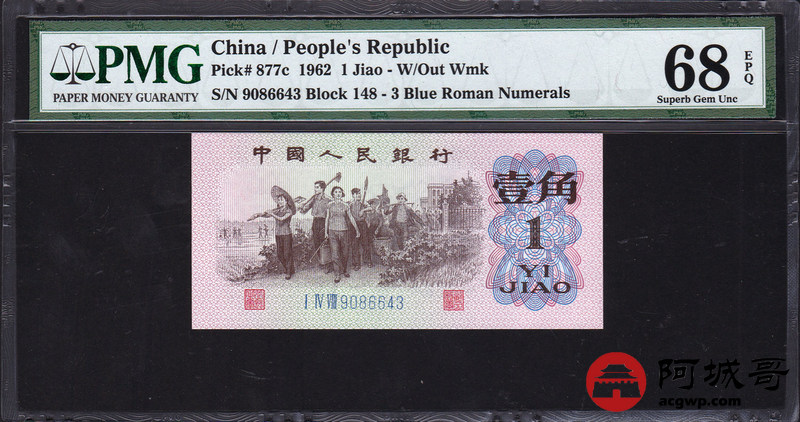 PMG
PAPER MONEY GUARANTY
China / People's Republic
Pick# 877c 1962 1 Jiao - W/Out Wmk
S/N 9086643 Block 148 - 3 Blue Roman Numerals
68 EPQ
Superb Gem Unc
中國人民銀行
壹角
1
YI
JIAO
I IV VIII 9086643
阿城哥
acgwp.com